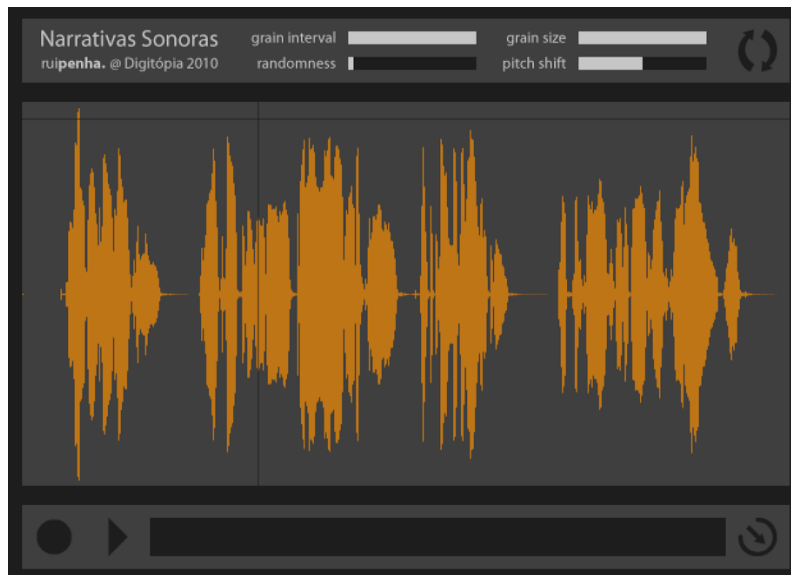 Narrativas Sonoras
ruipenha. @ Digitópia 2010
grain interval
randomness
grain size
pitch shift